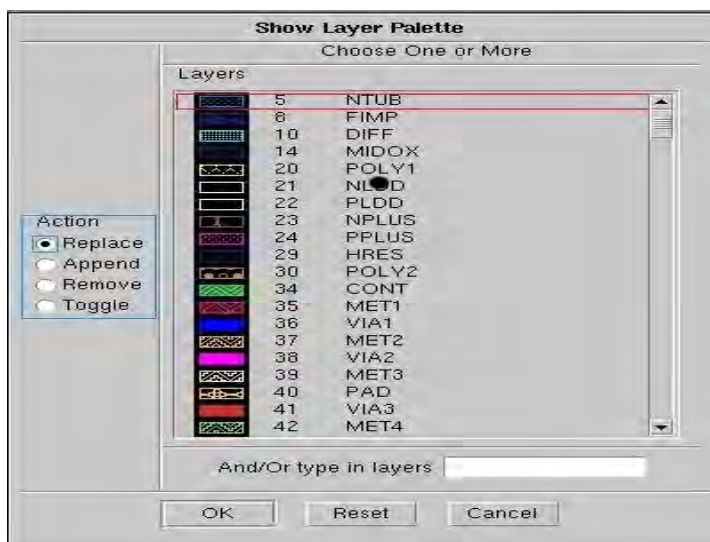 Show Layer Palette
Choose One or More
Layers
5 NTUB
8 FIMP
10 DIFF
14 MIDOX
20 POLY1
21
22 PLDD
23 NPLUS
24 PPLUS
29 HRES
30 POLY2
34 CONT
35 MET1
36 VIA1
37 MET2
38 VIA2
39 MET3
40 PAD
41 VIA3
42 MET4
Action
Replace
Append
Remove
Toggle
And/Or type in layers
OK Reset Cancel